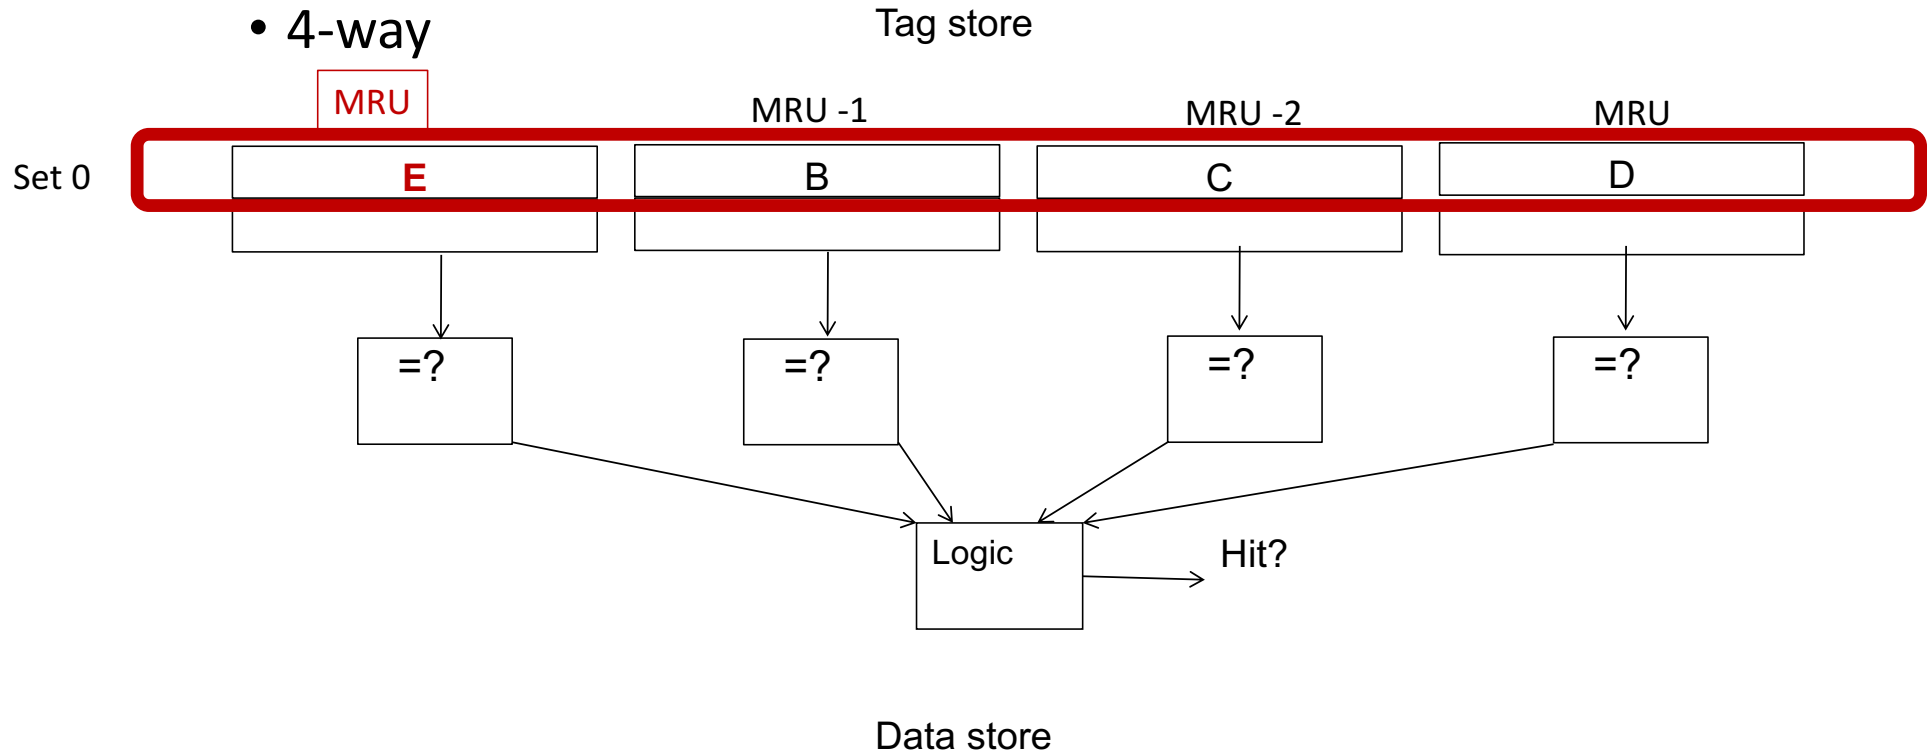 • 4-way
Tag store
MRU
MRU -1
MRU -2
MRU
Set 0
E
B
C
D
=?
=?
=?
=?
Logic
Hit?
Data store